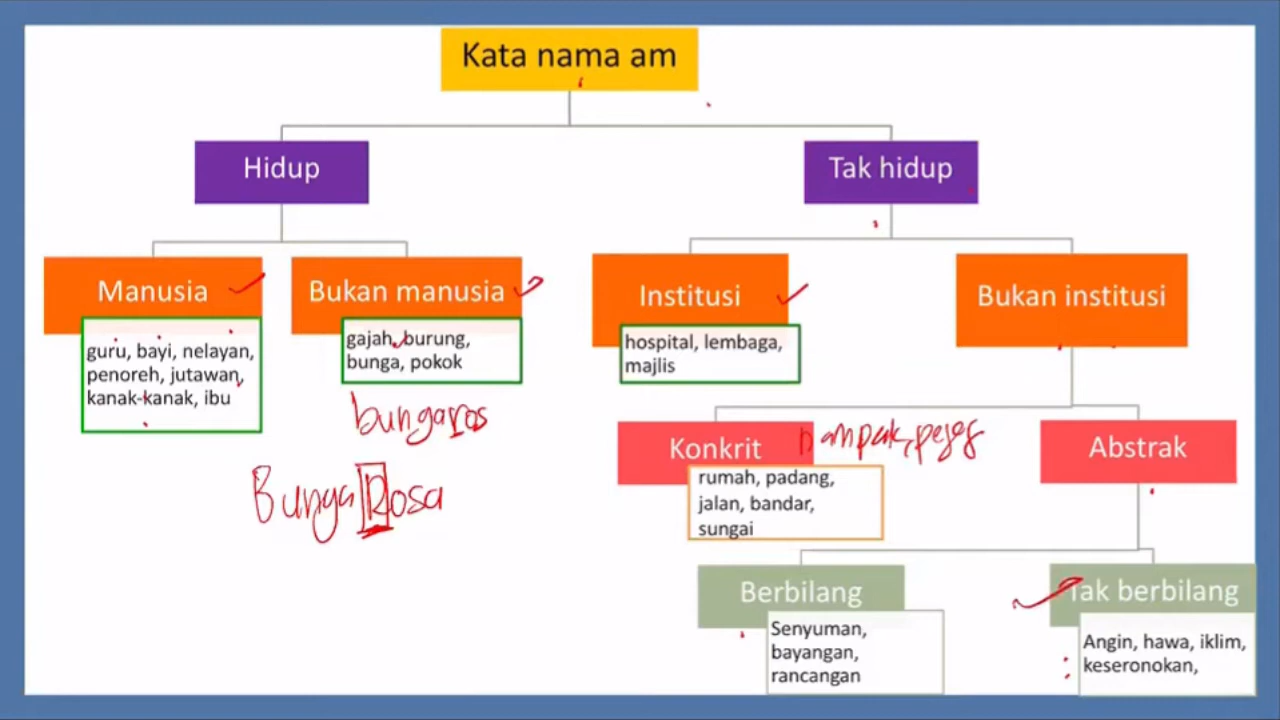 Kata nama am
Hidup
Tak hidup
Manusia
Bukan manusia
Institusi
Bukan institusi
guru, bayi, nelayan,
penoreh, jutawan,
kanak-kanak, ibu
gajah, burung,
bunga, pokok
hospital, lembaga,
majlis
bungaros
Bunga Rosa
Konkrit
nampak, pegang
Abstrak
rumah, padang,
jalan, bandar,
sungai
Berbilang
Tak berbilang
Senyuman,
bayangan,
rancangan
Angin, hawa, iklim,
keseronokan,